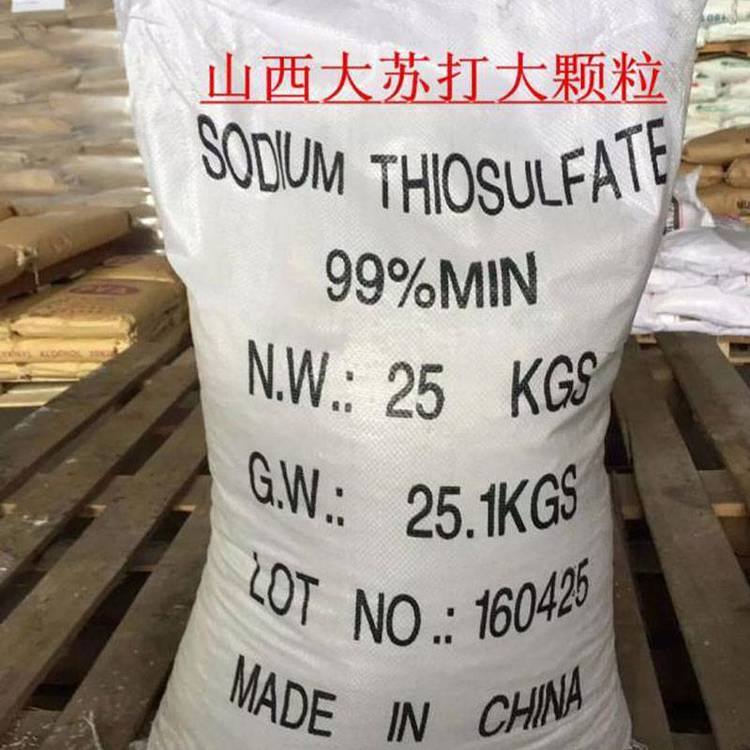 山西大苏打大颗粒
SODIUM THIOSULFATE
99%MIN
N.W.: 25 KGS
G.W.: 25.1KGS
LOT NO.: 160425
MADE IN CHINA